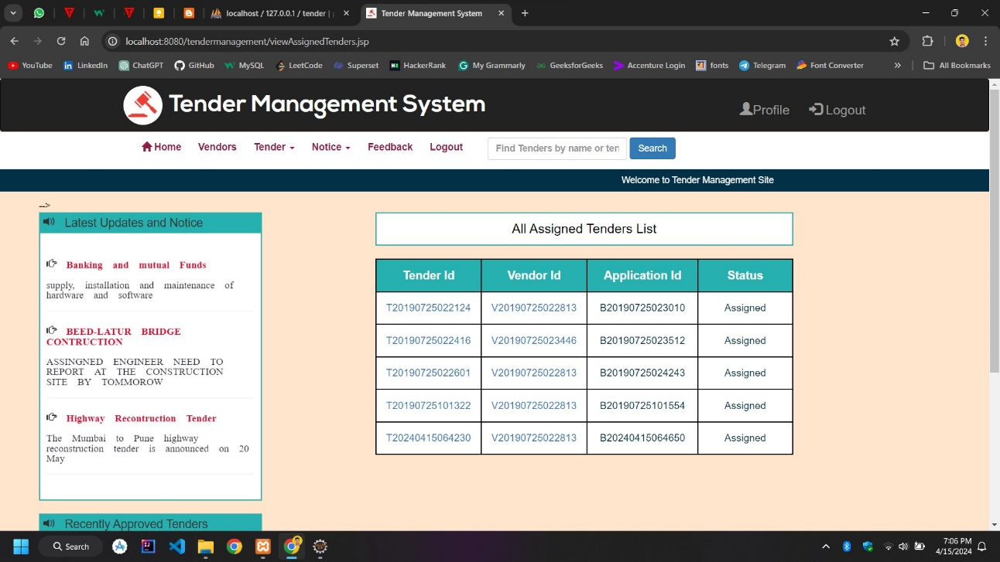 localhost / 127.0.0.1 / tender |
Tender Management System
localhost:8080/tendermanagement/viewAssignedTenders.jsp
YouTube LinkedIn ChatGPT GitHub MySQL LeetCode Superset HackerRank My Grammarly GeeksforGeeks Accenture Login fonts Telegram Font Converter » All Bookmarks
Tender Management System
Profile Logout
Home Vendors Tender Notice Feedback Logout Find Tenders by name or ten Search
Welcome to Tender Management Site
-->
Latest Updates and Notice
Banking and mutual Funds
supply, installation and maintenance of
hardware and software
BEED-LATUR BRIDGE
CONTRUCTION
ASSINGNED ENGINEER NEED TO
REPORT AT THE CONSTRUCTION
SITE BY TOMMOROW
Highway Recontruction Tender
The Mumbai to Pune highway
reconstruction tender is announced on 20
May
Recently Approved Tenders
All Assigned Tenders List
Tender Id Vendor Id Application Id Status
T20190725022124 V20190725022813 B20190725023010 Assigned
T20190725022416 V20190725023446 B20190725023512 Assigned
T20190725022601 V20190725022813 B20190725024243 Assigned
T20190725101322 V20190725022813 B20190725101554 Assigned
T20240415064230 V20190725022813 B20240415064650 Assigned
Search
7:06 PM
4/15/2024